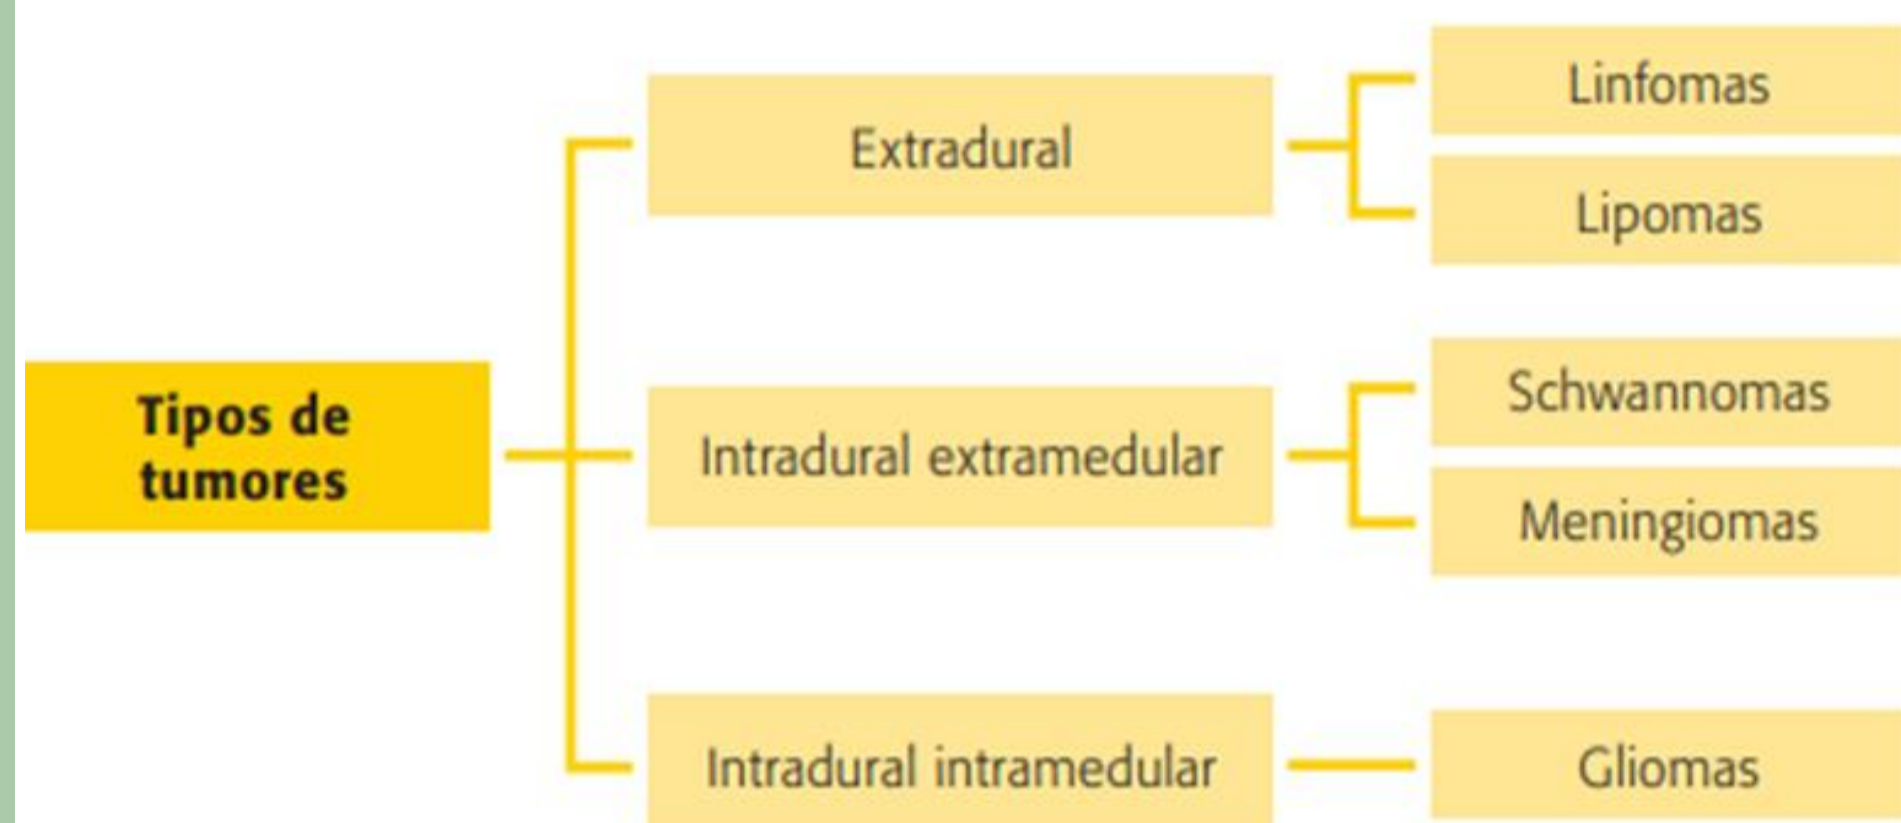 Tipos de
tumores
Extradural
Linfomas
Lipomas
Intradural extramedular
Schwannomas
Meningiomas
Intradural intramedular
Gliomas